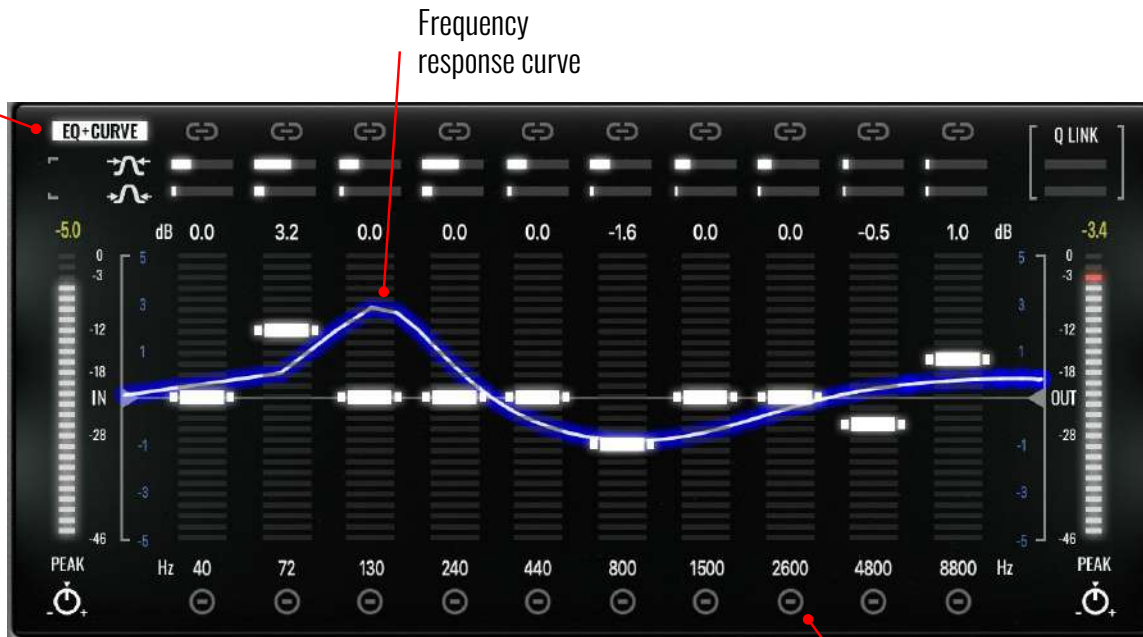 Frequency
response curve
EQ+CURVE
Q LINK
-5.0 dB 0.0 3.2 0.0 0.0 0.0 -1.6 0.0 0.0 -0.5 1.0 dB -3.4
0 5 5 0
-3 -3
3 3
-12 -12
1 1
-18 -18
IN OUT
-28 -28
-1 -1
-3 -3
-46 -5 -5 -46
PEAK Hz 40 72 130 240 440 800 1500 2600 4800 8800 Hz PEAK
- + - +